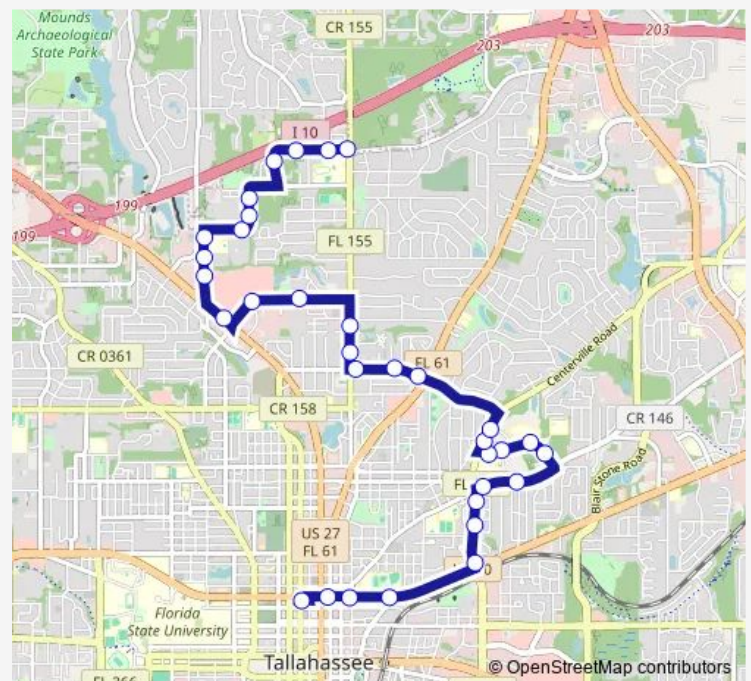 Mounds
Archaeological
State Park
CR 155
203
203
I 10
199
199
FL 155
CR 0361
FL 61
Centerville Road
CR 158
CR 146
FL
Blair Stone Road
US 27
FL 61
0
Florida
State University
Tallahassee
FL 366
© OpenStreetMap contributors